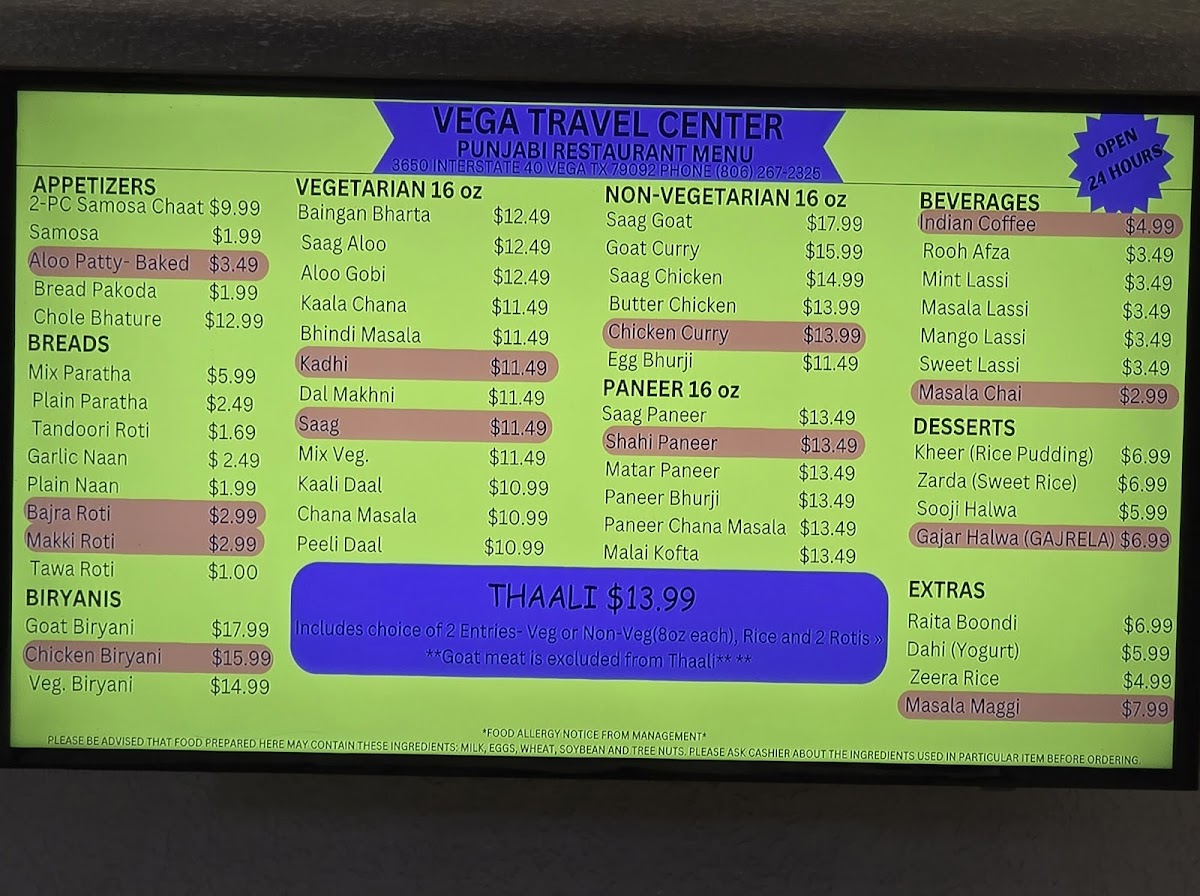 VEGA TRAVEL CENTER
PUNJABI RESTAURANT MENU
3650 INTERSTATE 40 VEGA TX 79092 PHONE (806) 267-2325
OPEN
24 HOURS
APPETIZERS
2-PC Samosa Chaat $9.99
Samosa $1.99
Aloo Patty- Baked $3.49
Bread Pakoda $1.99
Chole Bhature $12.99
BREADS
Mix Paratha $5.99
Plain Paratha $2.49
Tandoori Roti $1.69
Garlic Naan $ 2.49
Plain Naan $1.99
Bajra Roti $2.99
Makki Roti $2.99
Tawa Roti $1.00
BIRYANIS
Goat Biryani $17.99
Chicken Biryani $15.99
Veg. Biryani $14.99
VEGETARIAN 16 oz
Baingan Bharta $12.49
Saag Aloo $12.49
Aloo Gobi $12.49
Kaala Chana $11.49
Bhindi Masala $11.49
Kadhi $11.49
Dal Makhni $11.49
Saag $11.49
Mix Veg. $11.49
Kaali Daal $10.99
Chana Masala $10.99
Peeli Daal $10.99
NON-VEGETARIAN 16 oz
Saag Goat $17.99
Goat Curry $15.99
Saag Chicken $14.99
Butter Chicken $13.99
Chicken Curry $13.99
Egg Bhurji $11.49
PANEER 16 oz
Saag Paneer $13.49
Shahi Paneer $13.49
Matar Paneer $13.49
Paneer Bhurji $13.49
Paneer Chana Masala $13.49
Malai Kofta $13.49
THAALI $13.99
Includes choice of 2 Entries- Veg or Non-Veg(8oz each), Rice and 2 Rotis »
**Goat meat is excluded from Thaali** **
BEVERAGES
Indian Coffee $4.99
Rooh Afza $3.49
Mint Lassi $3.49
Masala Lassi $3.49
Mango Lassi $3.49
Sweet Lassi $3.49
Masala Chai $2.99
DESSERTS
Kheer (Rice Pudding) $6.99
Zarda (Sweet Rice) $6.99
Sooji Halwa $5.99
Gajar Halwa (GAJRELA) $6.99
EXTRAS
Raita Boondi $6.99
Dahi (Yogurt) $5.99
Zeera Rice $4.99
Masala Maggi $7.99
*FOOD ALLERGY NOTICE FROM MANAGEMENT*
PLEASE BE ADVISED THAT FOOD PREPARED HERE MAY CONTAIN THESE INGREDIENTS: MILK, EGGS, WHEAT, SOYBEAN AND TREE NUTS. PLEASE ASK CASHIER ABOUT THE INGREDIENTS USED IN PARTICULAR ITEM BEFORE ORDERING.